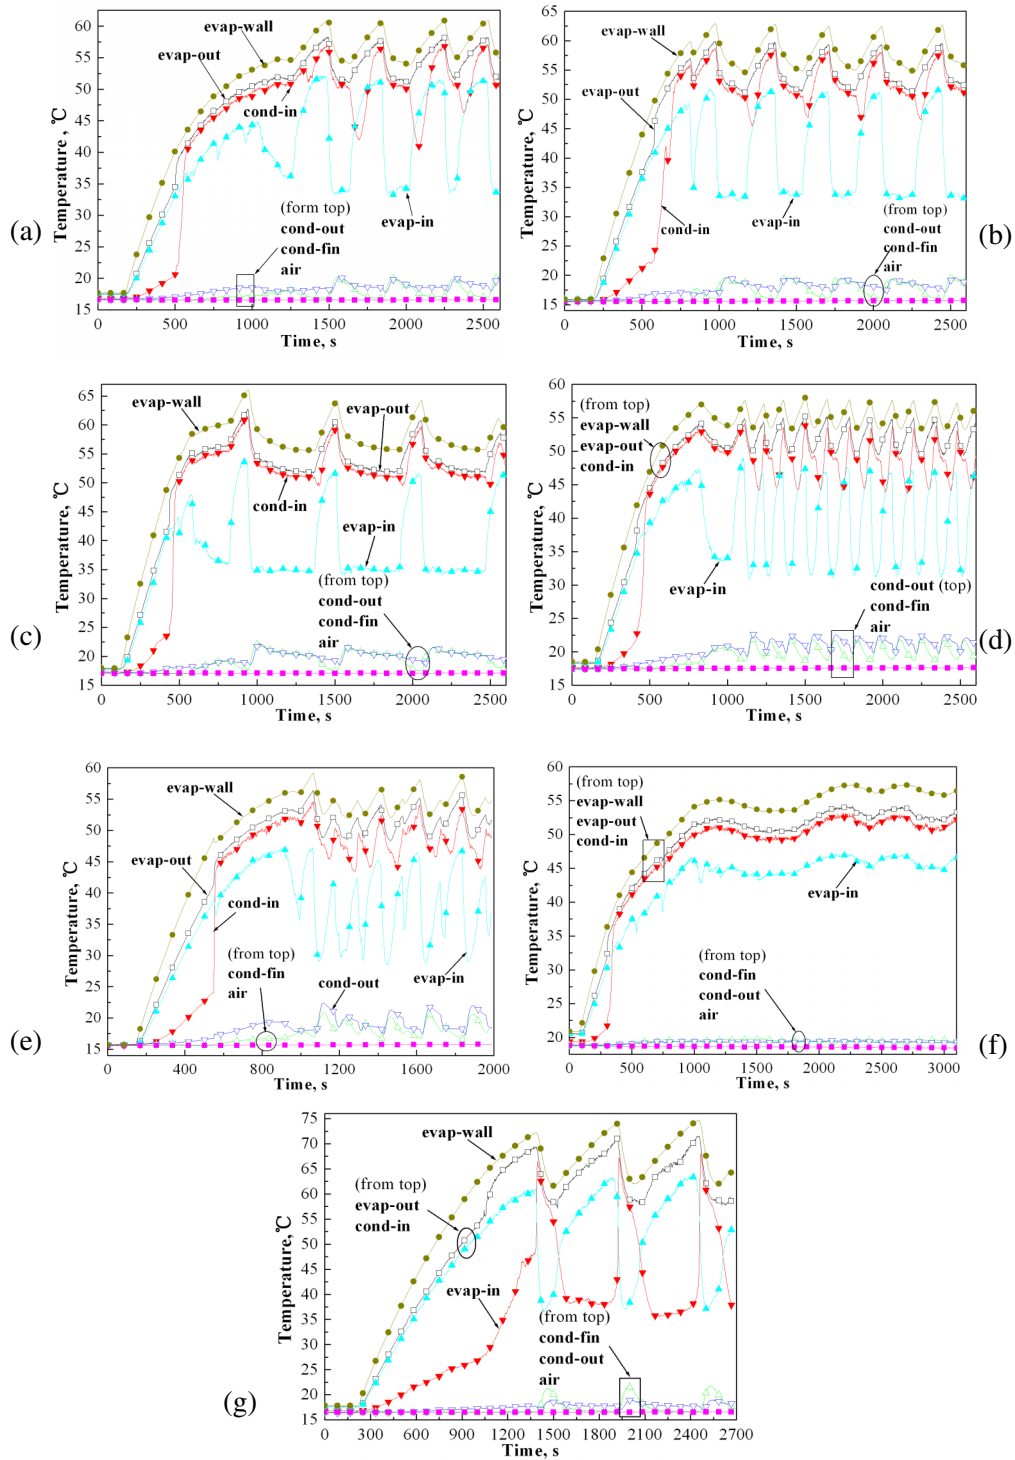 60
55
50
45
40
35
30
25
20
15
Temperature, ℃
evap-wall
evap-out
cond-in
evap-in
(form top)
cond-out
cond-fin
air
0
500
1000
1500
2000
2500
Time, s
(a)
65
60
55
50
45
40
35
30
25
20
15
Temperature, ℃
evap-wall
evap-out
cond-in
evap-in
(from top)
cond-out
cond-fin
air
0
500
1000
1500
2000
2500
Time, s
(b)
65
60
55
50
45
40
35
30
25
20
15
Temperature, ℃
evap-wall
evap-out
cond-in
evap-in
(from top)
cond-out
cond-fin
air
0
500
1000
1500
2000
2500
Time, s
(c)
60
55
50
45
40
35
30
25
20
15
Temperature, ℃
(from top)
evap-wall
evap-out
cond-in
evap-in
cond-out (top)
cond-fin
air
0
500
1000
1500
2000
2500
Time, s
(d)
60
55
50
45
40
35
30
25
20
15
Temperature, ℃
evap-wall
evap-out
cond-in
(from top)
cond-fin
air
cond-out
evap-in
0
400
800
1200
1600
2000
Time, s
(e)
60
55
50
45
40
35
30
25
20
Temperature, ℃
(from top)
evap-wall
evap-out
cond-in
evap-in
(from top)
cond-fin
cond-out
air
0
500
1000
1500
2000
2500
3000
Time, s
(f)
75
70
65
60
55
50
45
40
35
30
25
20
15
Temperature,℃
evap-wall
(from top)
evap-out
cond-in
evap-in
(from top)
cond-fin
cond-out
air
0
300
600
900
1200
1500
1800
2100
2400
2700
Time, s
(g)